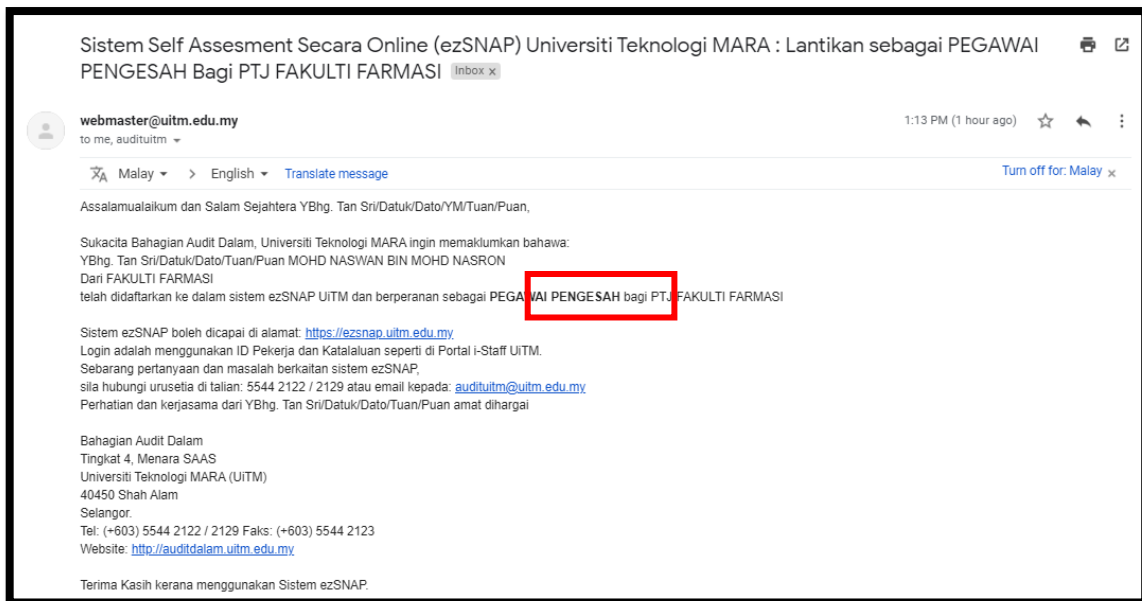 Sistem Self Assesment Secara Online (ezSNAP) Universiti Teknologi MARA : Lantikan sebagai PEGAWAI
PENGESAH Bagi PTJ FAKULTI FARMASI Inbox x
webmaster@uitm.edu.my 1:13 PM (1 hour ago)
to me, audituitm
Malay > English Translate message Turn off for: Malay x
Assalamualaikum dan Salam Sejahtera YBhg. Tan Sri/Datuk/Dato/YM/Tuan/Puan,
Sukacita Bahagian Audit Dalam, Universiti Teknologi MARA ingin memaklumkan bahawa:
YBhg. Tan Sri/Datuk/Dato/Tuan/Puan MOHD NASWAN BIN MOHD NASRON
Dari FAKULTI FARMASI
telah didaftarkan ke dalam sistem ezSNAP UiTM dan berperanan sebagai PEGAWAI PENGESAH bagi PTJ FAKULTI FARMASI
Sistem ezSNAP boleh dicapai di alamat: https://ezsnap.uitm.edu.my
Login adalah menggunakan ID Pekerja dan Katalaluan seperti di Portal i-Staff UiTM.
Sebarang pertanyaan dan masalah berkaitan sistem ezSNAP,
sila hubungi urusetia di talian: 5544 2122 / 2129 atau email kepada: audituitm@uitm.edu.my
Perhatian dan kerjasama dari YBhg. Tan Sri/Datuk/Dato/Tuan/Puan amat dihargai
Bahagian Audit Dalam
Tingkat 4, Menara SAAS
Universiti Teknologi MARA (UiTM)
40450 Shah Alam
Selangor.
Tel: (+603) 5544 2122 / 2129 Faks: (+603) 5544 2123
Website: http://auditdalam.uitm.edu.my
Terima Kasih kerana menggunakan Sistem ezSNAP.